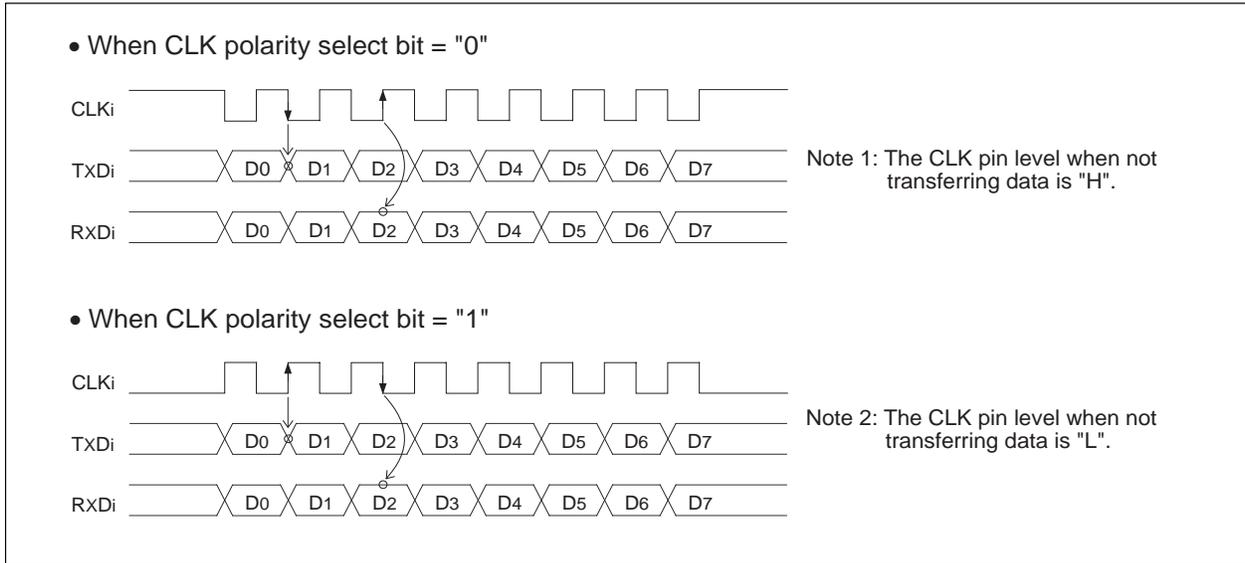 • When CLK polarity select bit = "0"
CLKi
TXDi D0 D1 D2 D3 D4 D5 D6 D7
RXDi D0 D1 D2 D3 D4 D5 D6 D7
Note 1: The CLK pin level when not
transferring data is "H".
• When CLK polarity select bit = "1"
CLKi
TXDi D0 D1 D2 D3 D4 D5 D6 D7
RXDi D0 D1 D2 D3 D4 D5 D6 D7
Note 2: The CLK pin level when not
transferring data is "L".